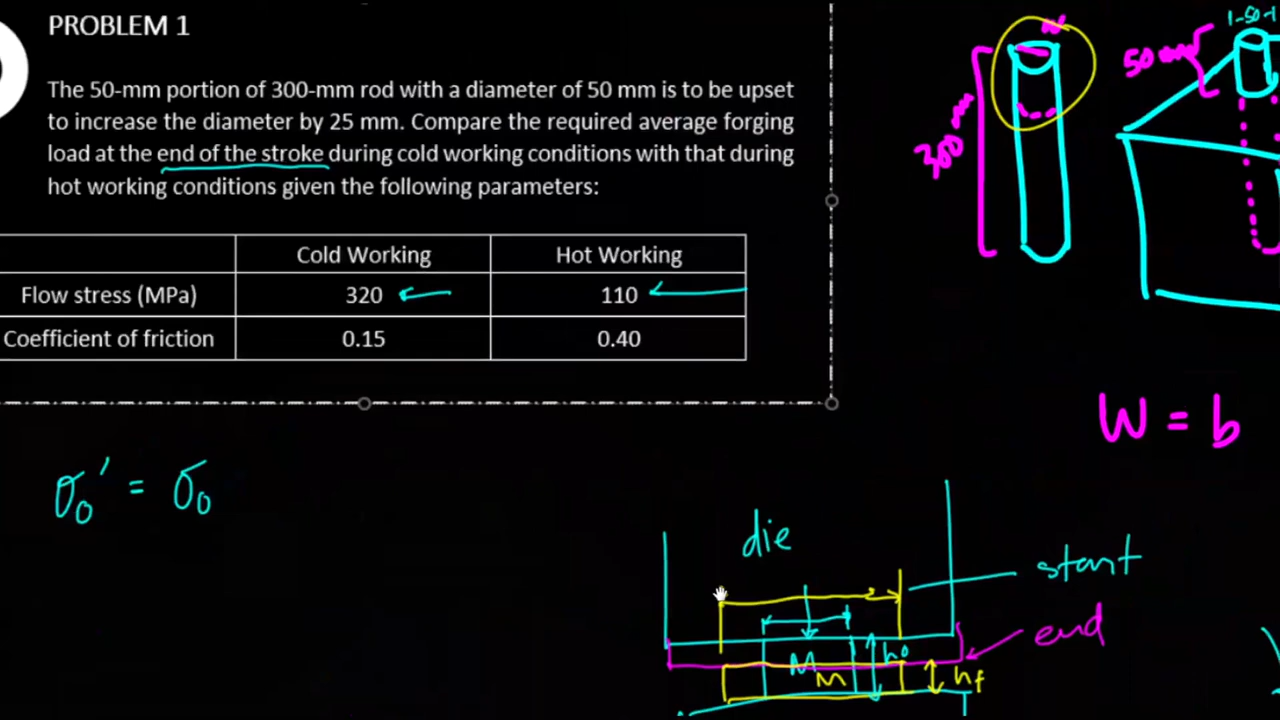 PROBLEM 1
The 50-mm portion of 300-mm rod with a diameter of 50 mm is to be upset
to increase the diameter by 25 mm. Compare the required average forging
load at the end of the stroke during cold working conditions with that during
hot working conditions given the following parameters:
Cold Working Hot Working
Flow stress (MPa) 320 110
Coefficient of friction 0.15 0.40
300 mm
50 mm
1-50-1
W = b
σ₀' = σ₀
die
start
end
M
h₀
m
hf